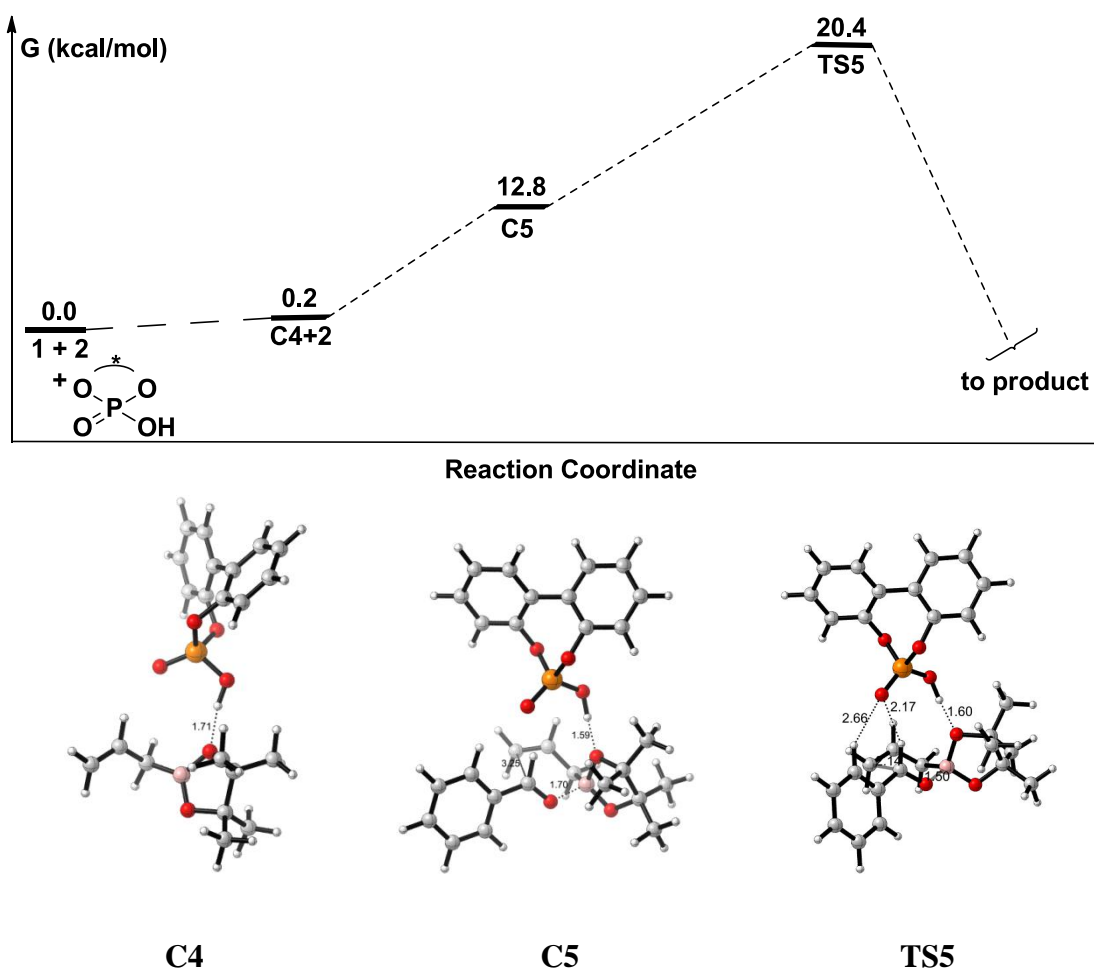 G (kcal/mol)
20.4
TS5
12.8
C5
0.0
1 + 2
0.2
C4+2
+
*
O O
P
O OH
to product
Reaction Coordinate
1.71
1.59
3.25
1.70
2.66 2.17
1.60
1.50
C4 C5 TS5